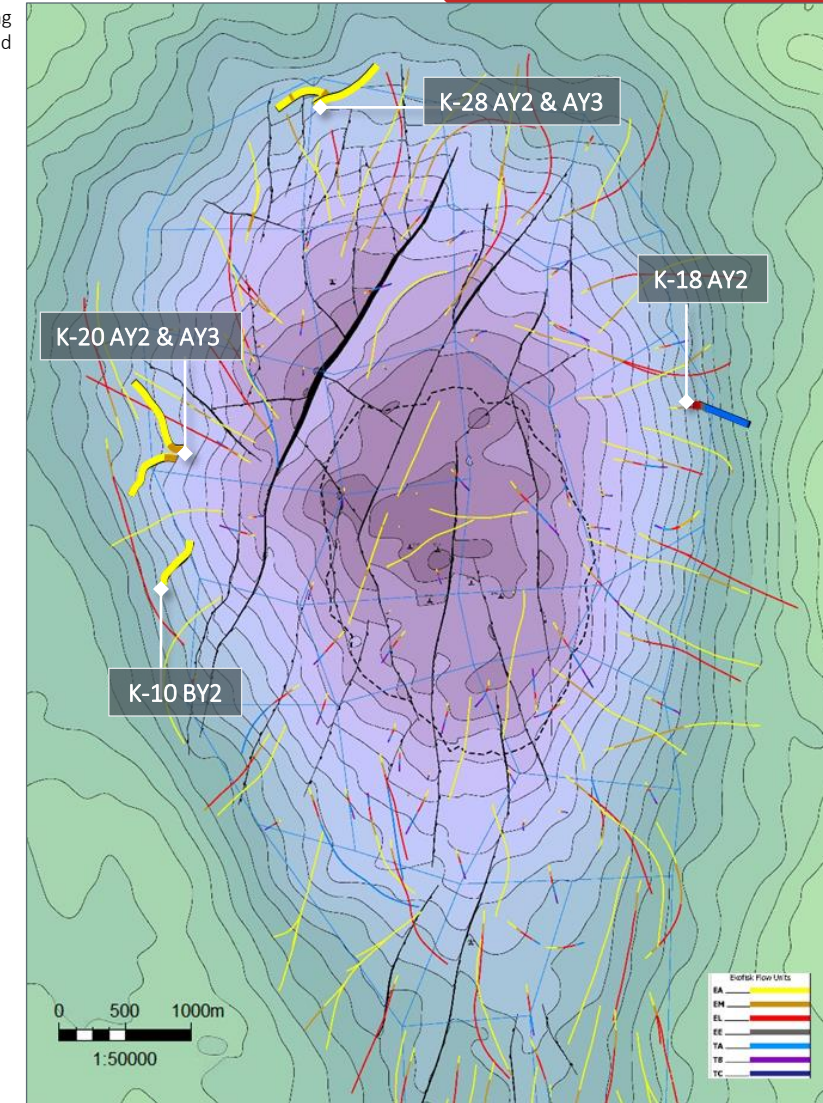 ng
d
K-28 AY2 & AY3
K-18 AY2
K-20 AY2 & AY3
K-10 BY2
0 500 1000m
1:50000
Ekofisk Flow Units
EA
EM
EL
EE
TA
TB
TC